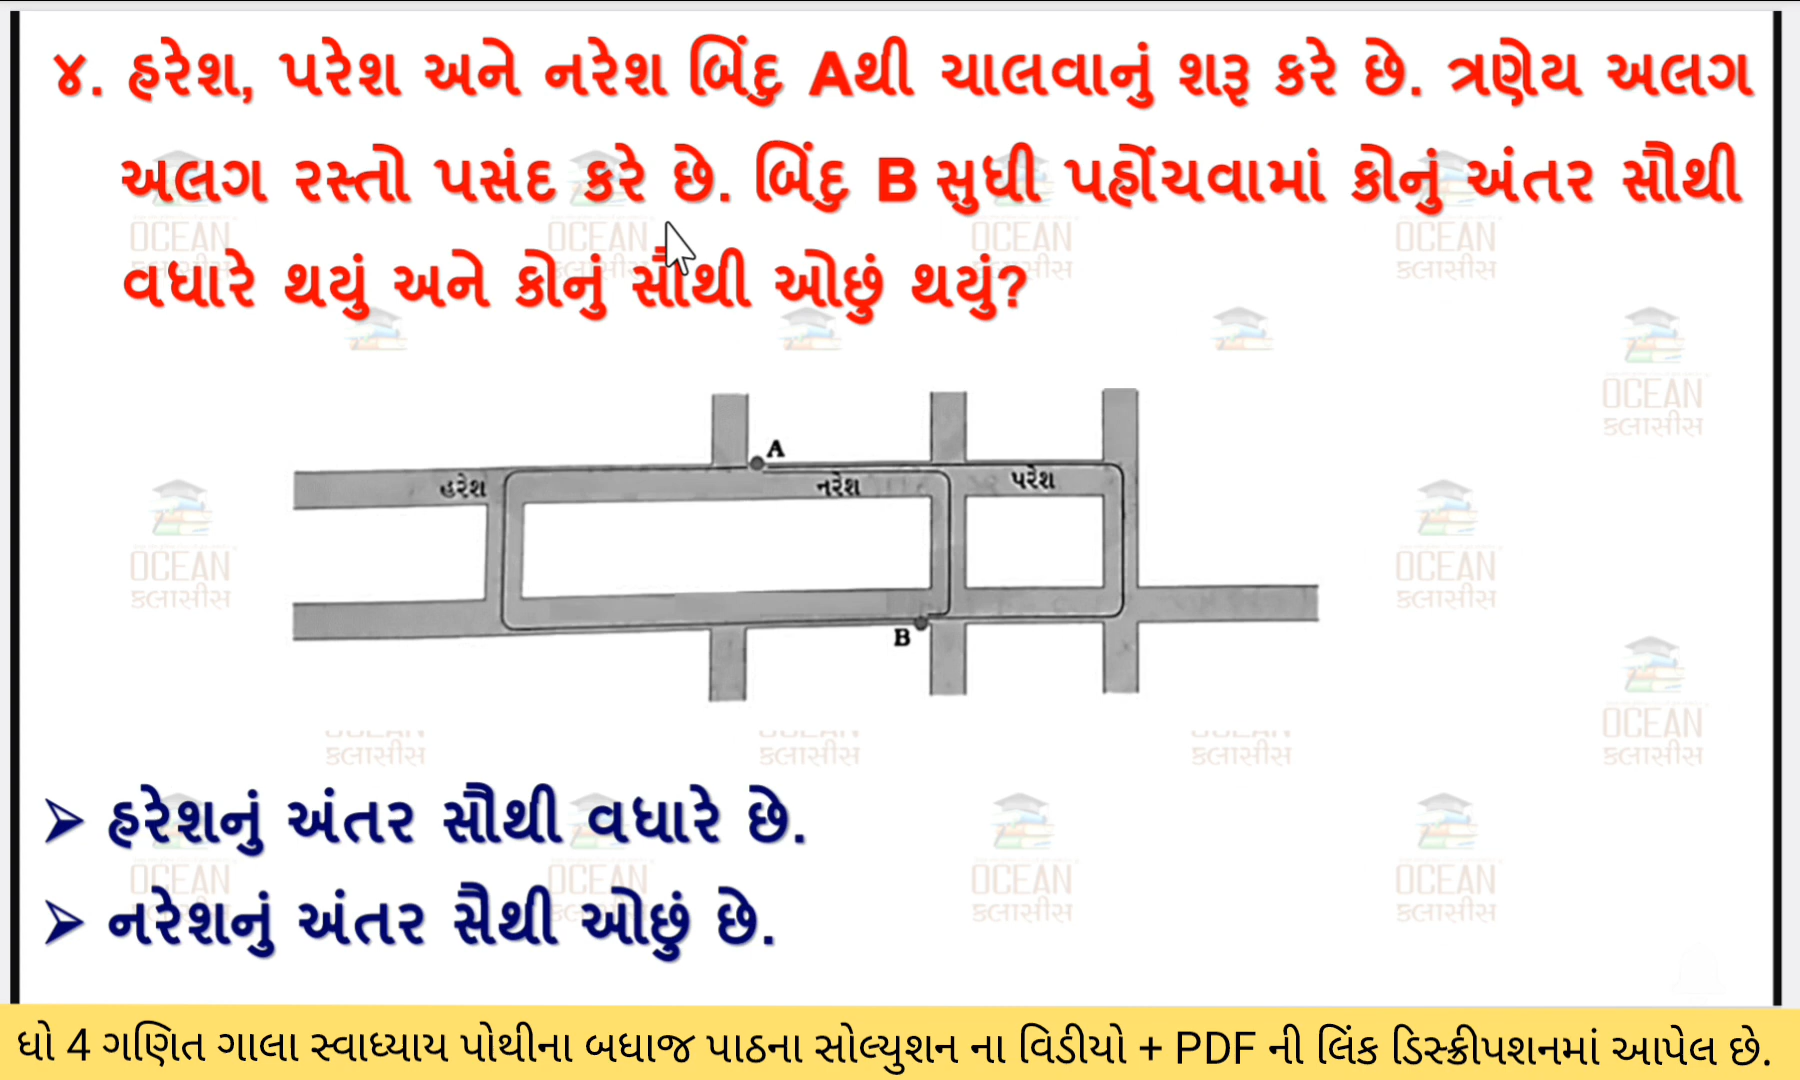 ૪. હરેશ, પરેશ અને નરેશ બિંદુ Aથી ચાલવાનું શરૂ કરે છે. ત્રણેય અલગ
અલગ રસ્તો પસંદ કરે છે. બિંદુ B સુધી પહોંચવામાં કોનું અંતર સૌથી
વધારે થયું અને કોનું સૌથી ઓછું થયું?
A
હરેશ નરેશ પરેશ
B
➢ હરેશનું અંતર સૌથી વધારે છે.
➢ નરેશનું અંતર સૈથી ઓછું છે.
OCEAN
ક્લાસીસ
ધો 4 ગણિત ગાલા સ્વાધ્યાય પોથીના બધાજ પાઠના સોલ્યુશન ના વિડીયો + PDF ની લિંક ડિસ્ક્રીપશનમાં આપેલ છે.